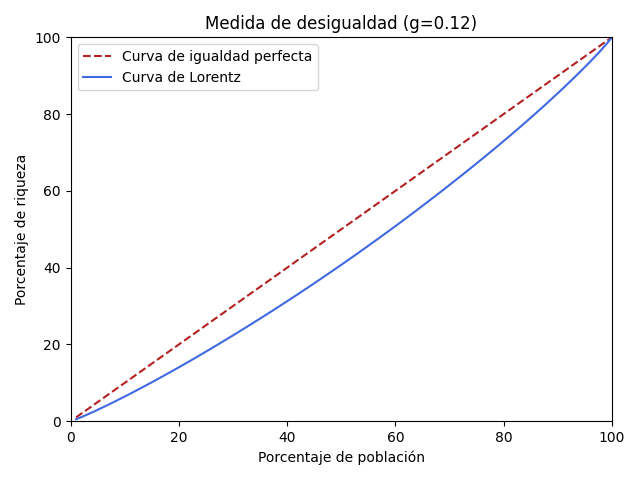 Medida de desigualdad (g=0.12)
Curva de igualdad perfecta
Curva de Lorentz
Porcentaje de riqueza
100
80
60
40
20
0
0 20 40 60 80 100
Porcentaje de población